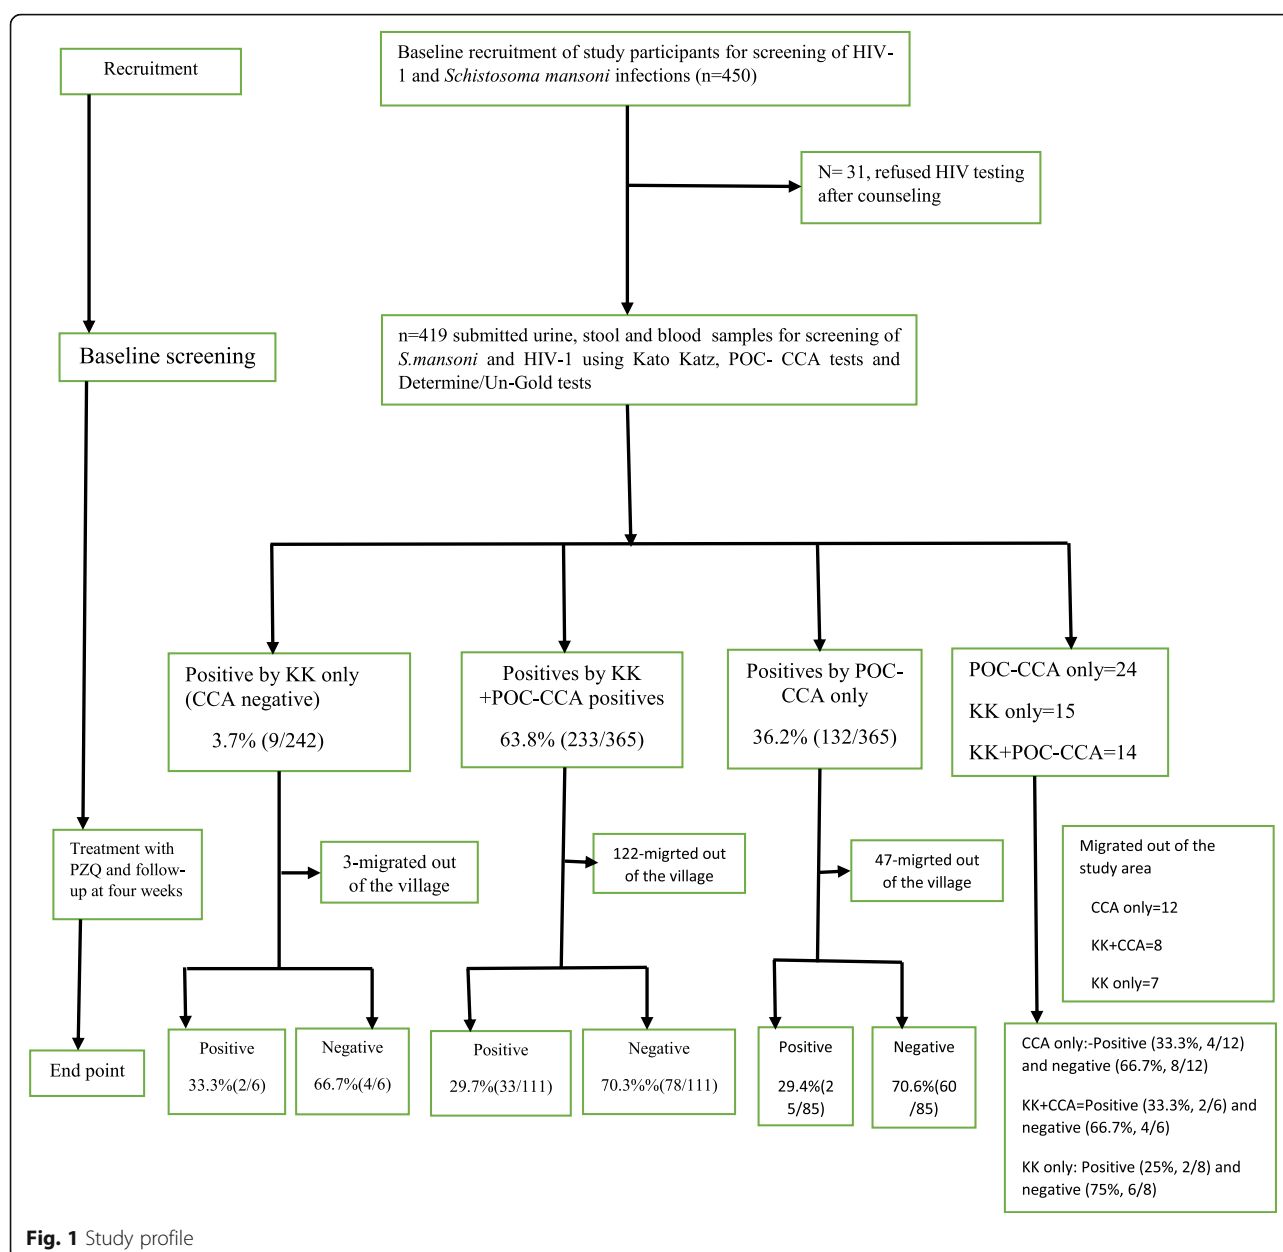 Recruitment
Baseline recruitment of study participants for screening of HIV-
1 and Schistosoma mansoni infections (n=450)
N= 31, refused HIV testing
after counseling
Baseline screening
n=419 submitted urine, stool and blood samples for screening of
S.mansoni and HIV-1 using Kato Katz, POC- CCA tests and
Determine/Un-Gold tests
Positive by KK only
(CCA negative)
3.7% (9/242)
Positives by KK
+POC-CCA positives
63.8% (233/365)
Positives by POC-
CCA only
36.2% (132/365)
POC-CCA only=24
KK only=15
KK+POC-CCA=14
Treatment with
PZQ and follow-
up at four weeks
3-migrated out
of the village
122-migrted out
of the village
47-migrted out
of the village
Migrated out of the
study area
CCA only=12
KK+CCA=8
KK only=7
End point
Positive
33.3%(2/6)
Negative
66.7%(4/6)
Positive
29.7%(33/111)
Negative
70.3%%(78/111)
Positive
29.4%(2
5/85)
Negative
70.6%(60
/85)
CCA only:-Positive (33.3%, 4/12)
and negative (66.7%, 8/12)
KK+CCA=Positive (33.3%, 2/6) and
negative (66.7%, 4/6)
KK only: Positive (25%, 2/8) and
negative (75%, 6/8)
Fig. 1 Study profile